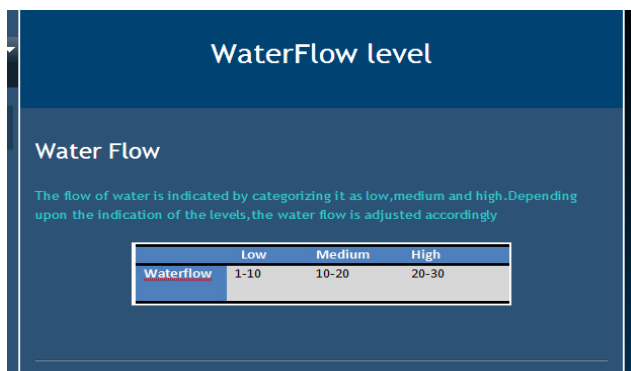 WaterFlow level
Water Flow
The flow of water is indicated by categorizing it as low,medium and high.Depending
upon the indication of the levels,the water flow is adjusted accordingly
Low Medium High
Waterflow 1-10 10-20 20-30